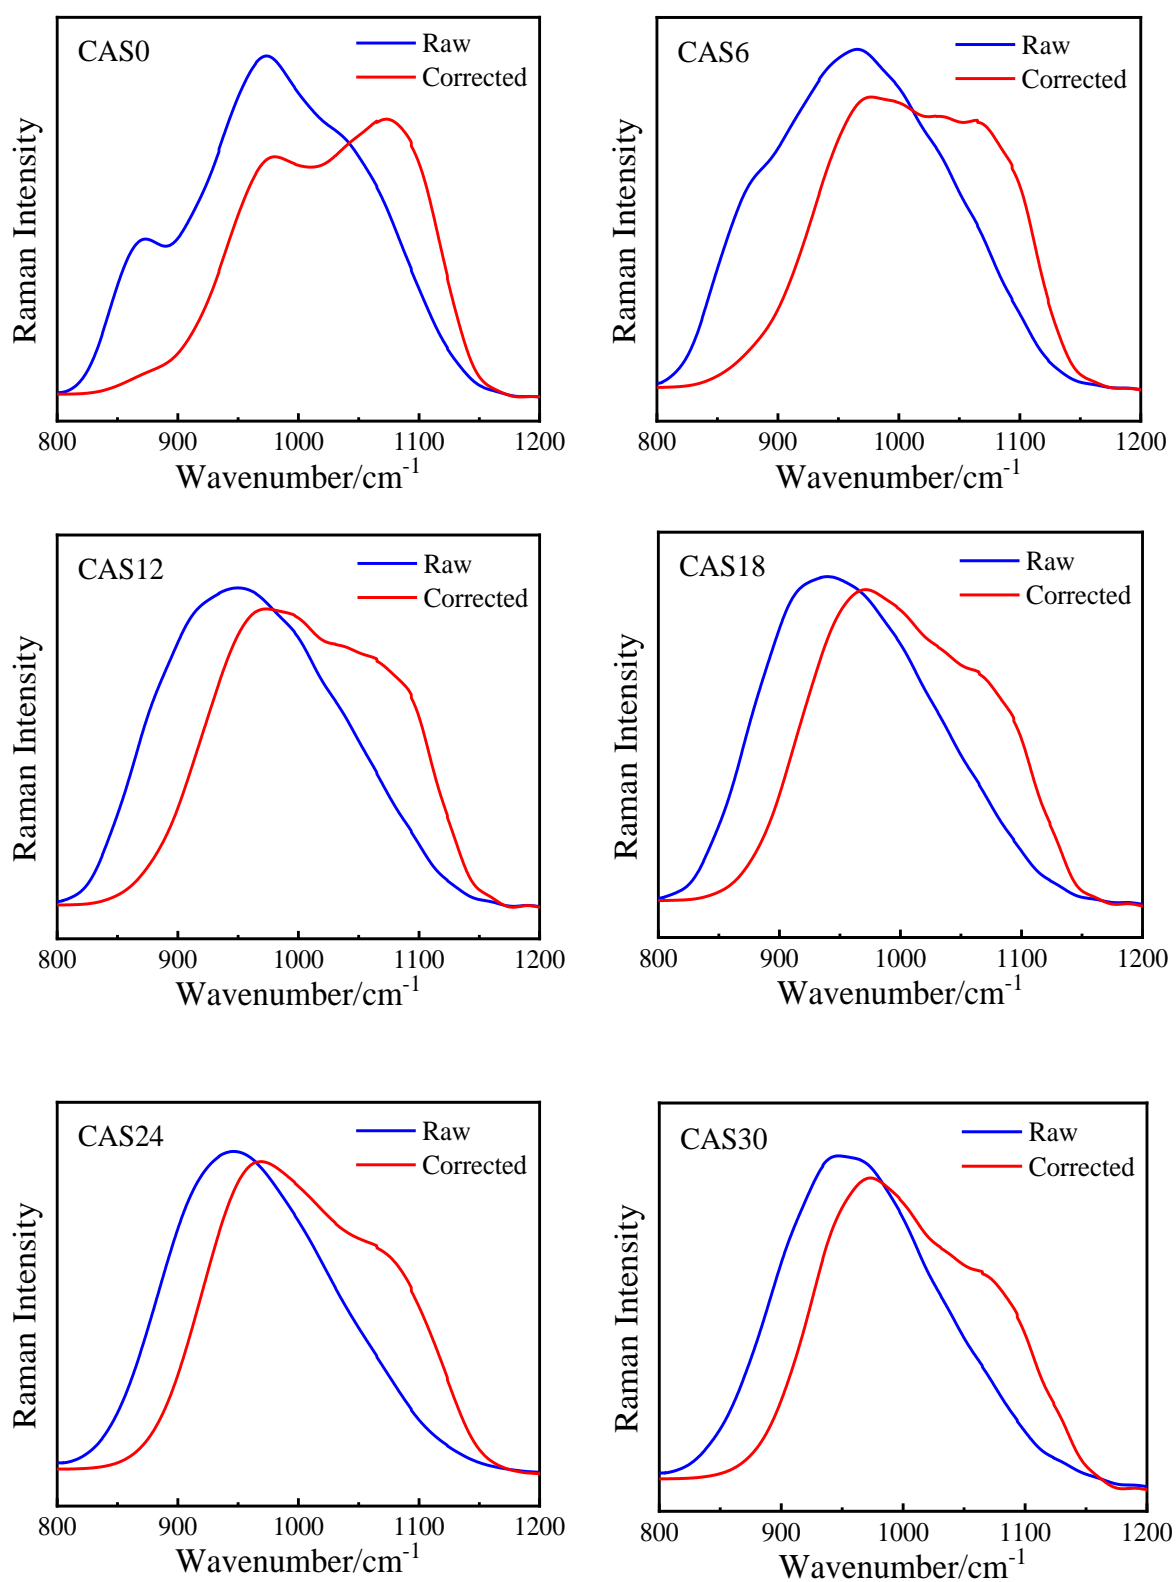 CAS0
Raw
Corrected
Raman Intensity
800 900 1000 1100 1200
Wavenumber/cm-1
CAS6
Raw
Corrected
Raman Intensity
800 900 1000 1100 1200
Wavenumber/cm-1
CAS12
Raw
Corrected
Raman Intensity
800 900 1000 1100 1200
Wavenumber/cm-1
CAS18
Raw
Corrected
Raman Intensity
800 900 1000 1100 1200
Wavenumber/cm-1
CAS24
Raw
Corrected
Raman Intensity
800 900 1000 1100 1200
Wavenumber/cm-1
CAS30
Raw
Corrected
Raman Intensity
800 900 1000 1100 1200
Wavenumber/cm-1